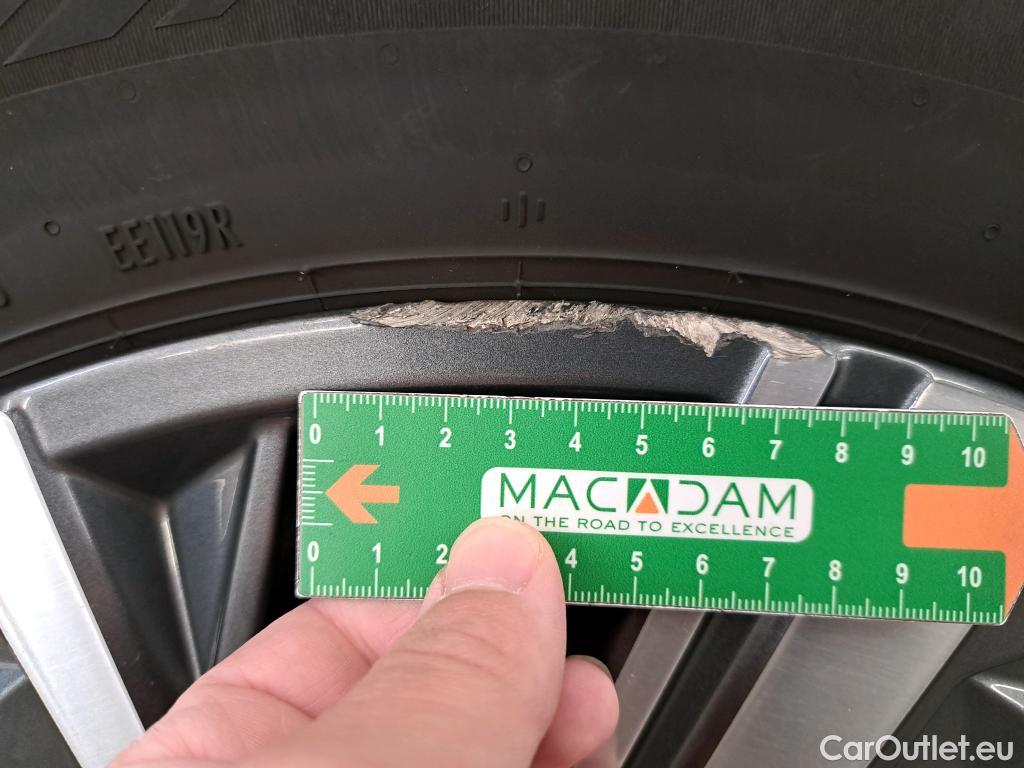 EE119R
0 1 2 3 4 5 6 7 8 9 10
MACADAM
ON THE ROAD TO EXCELLENCE
0 1 2 4 5 6 7 8 9 10
CarOutlet.eu